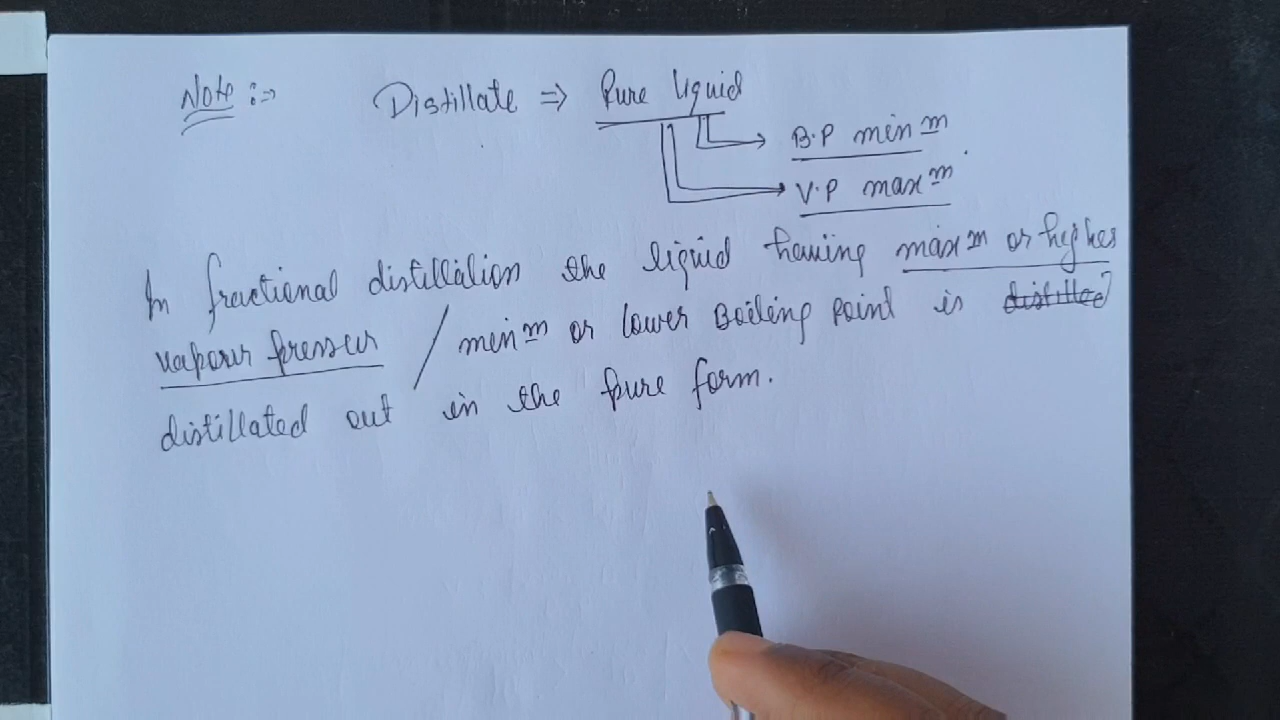 Note :⇒ Distillate ⇒ Pure liquid
B.P minm
V.P maxm
In fractional distillation the liquid having maxm or higher
vapour pressur / minm or lower Boiling point is distilled
distillated out in the pure form.